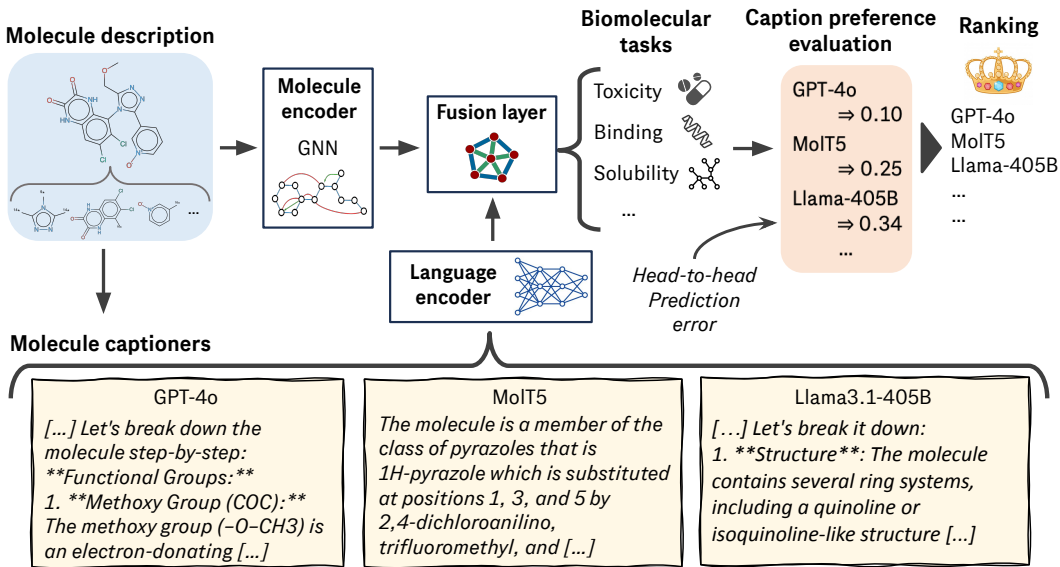 Molecule description
Molecule encoder
GNN
Fusion layer
Language encoder
Biomolecular tasks
Toxicity
Binding
Solubility
...
Caption preference evaluation
GPT-4o
⇒ 0.10
MolT5
⇒ 0.25
Llama-405B
⇒ 0.34
...
Head-to-head
Prediction
error
Ranking
GPT-4o
MolT5
Llama-405B
...
...
...
Molecule captioners
GPT-4o
[...] Let's break down the
molecule step-by-step:
**Functional Groups:**
1. **Methoxy Group (COC):**
The methoxy group (–O–CH3) is
an electron-donating [...]
MolT5
The molecule is a member of the
class of pyrazoles that is
1H-pyrazole which is substituted
at positions 1, 3, and 5 by
2,4-dichloroanilino,
trifluoromethyl, and [...]
Llama3.1-405B
[...] Let's break it down:
1. **Structure**: The molecule
contains several ring systems,
including a quinoline or
isoquinoline-like structure [...]